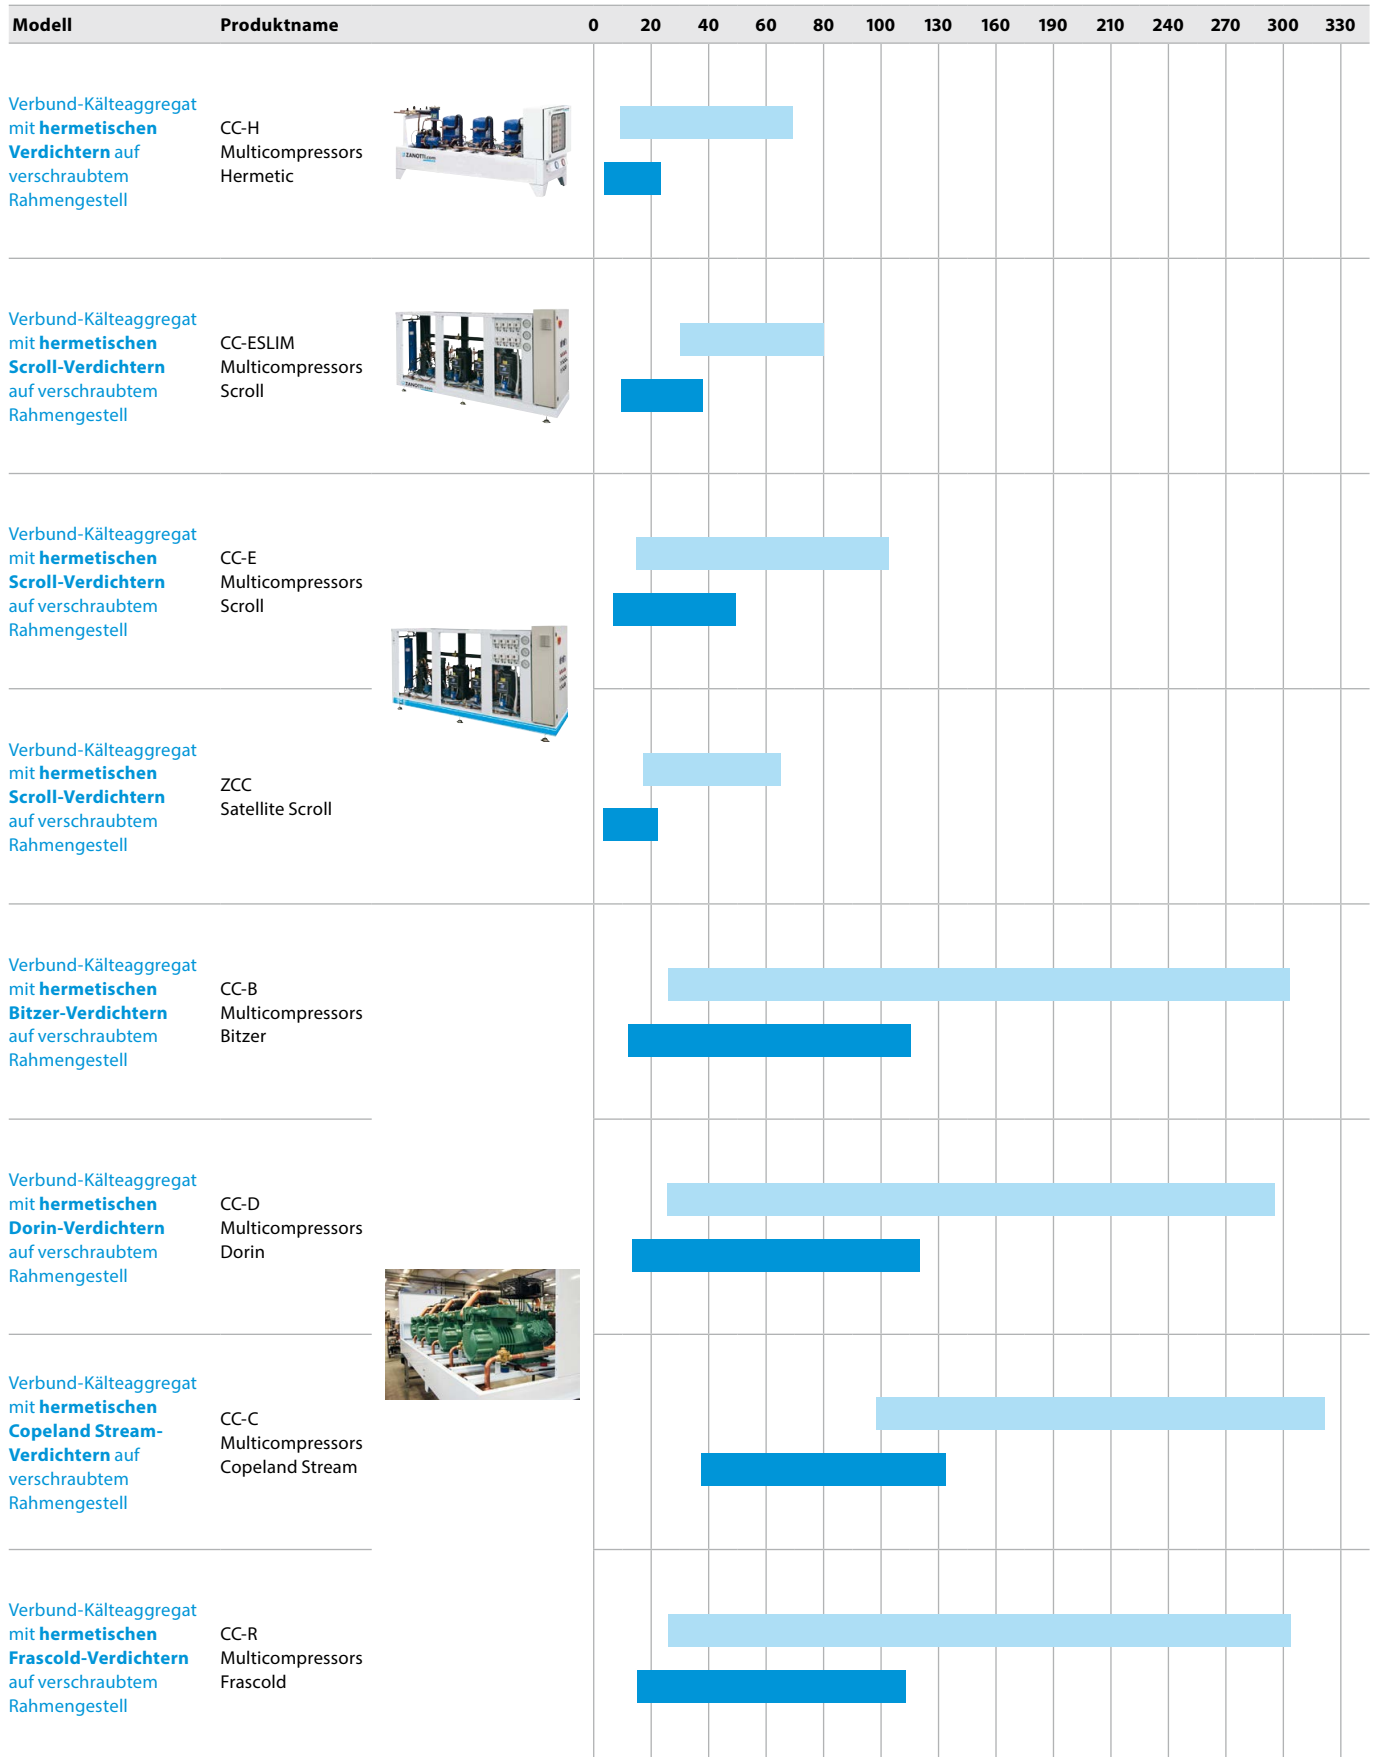 Modell Produktname 0 20 40 60 80 100 130 160 190 210 240 270 300 330
Verbund-Kälteaggregat
mit hermetischen
Verdichtern auf
verschraubtem
Rahmengestell
CC-H
Multicompressors
Hermetic
ZANOTTI
Verbund-Kälteaggregat
mit hermetischen
Scroll-Verdichtern
auf verschraubtem
Rahmengestell
CC-ESLIM
Multicompressors
Scroll
ZANOTTI
Verbund-Kälteaggregat
mit hermetischen
Scroll-Verdichtern
auf verschraubtem
Rahmengestell
CC-E
Multicompressors
Scroll
Verbund-Kälteaggregat
mit hermetischen
Scroll-Verdichtern
auf verschraubtem
Rahmengestell
ZCC
Satellite Scroll
Verbund-Kälteaggregat
mit hermetischen
Bitzer-Verdichtern
auf verschraubtem
Rahmengestell
CC-B
Multicompressors
Bitzer
Verbund-Kälteaggregat
mit hermetischen
Dorin-Verdichtern
auf verschraubtem
Rahmengestell
CC-D
Multicompressors
Dorin
Verbund-Kälteaggregat
mit hermetischen
Copeland Stream-
Verdichtern auf
verschraubtem
Rahmengestell
CC-C
Multicompressors
Copeland Stream
Verbund-Kälteaggregat
mit hermetischen
Frascold-Verdichtern
auf verschraubtem
Rahmengestell
CC-R
Multicompressors
Frascold